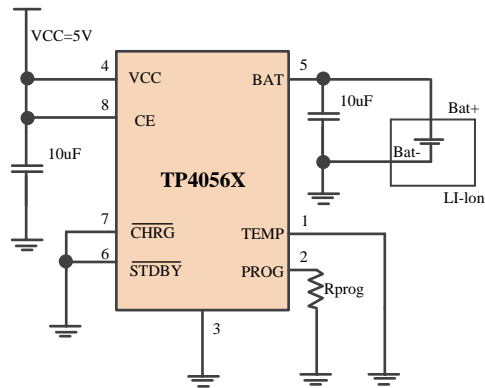 VCC=5V
4
VCC
8
CE
10uF
TP4056X
7
CHRG
6
STDBY
3
5
BAT
10uF
Bat+
Bat-
LI-lon
1
TEMP
2
PROG
Rprog